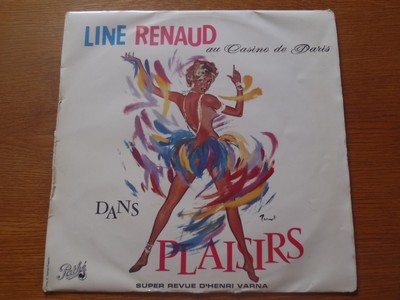 LINE RENAUD
au Casino de Paris
DANS
PLAISIRS
Pathé
SUPER REVUE D'HENRI VARNA